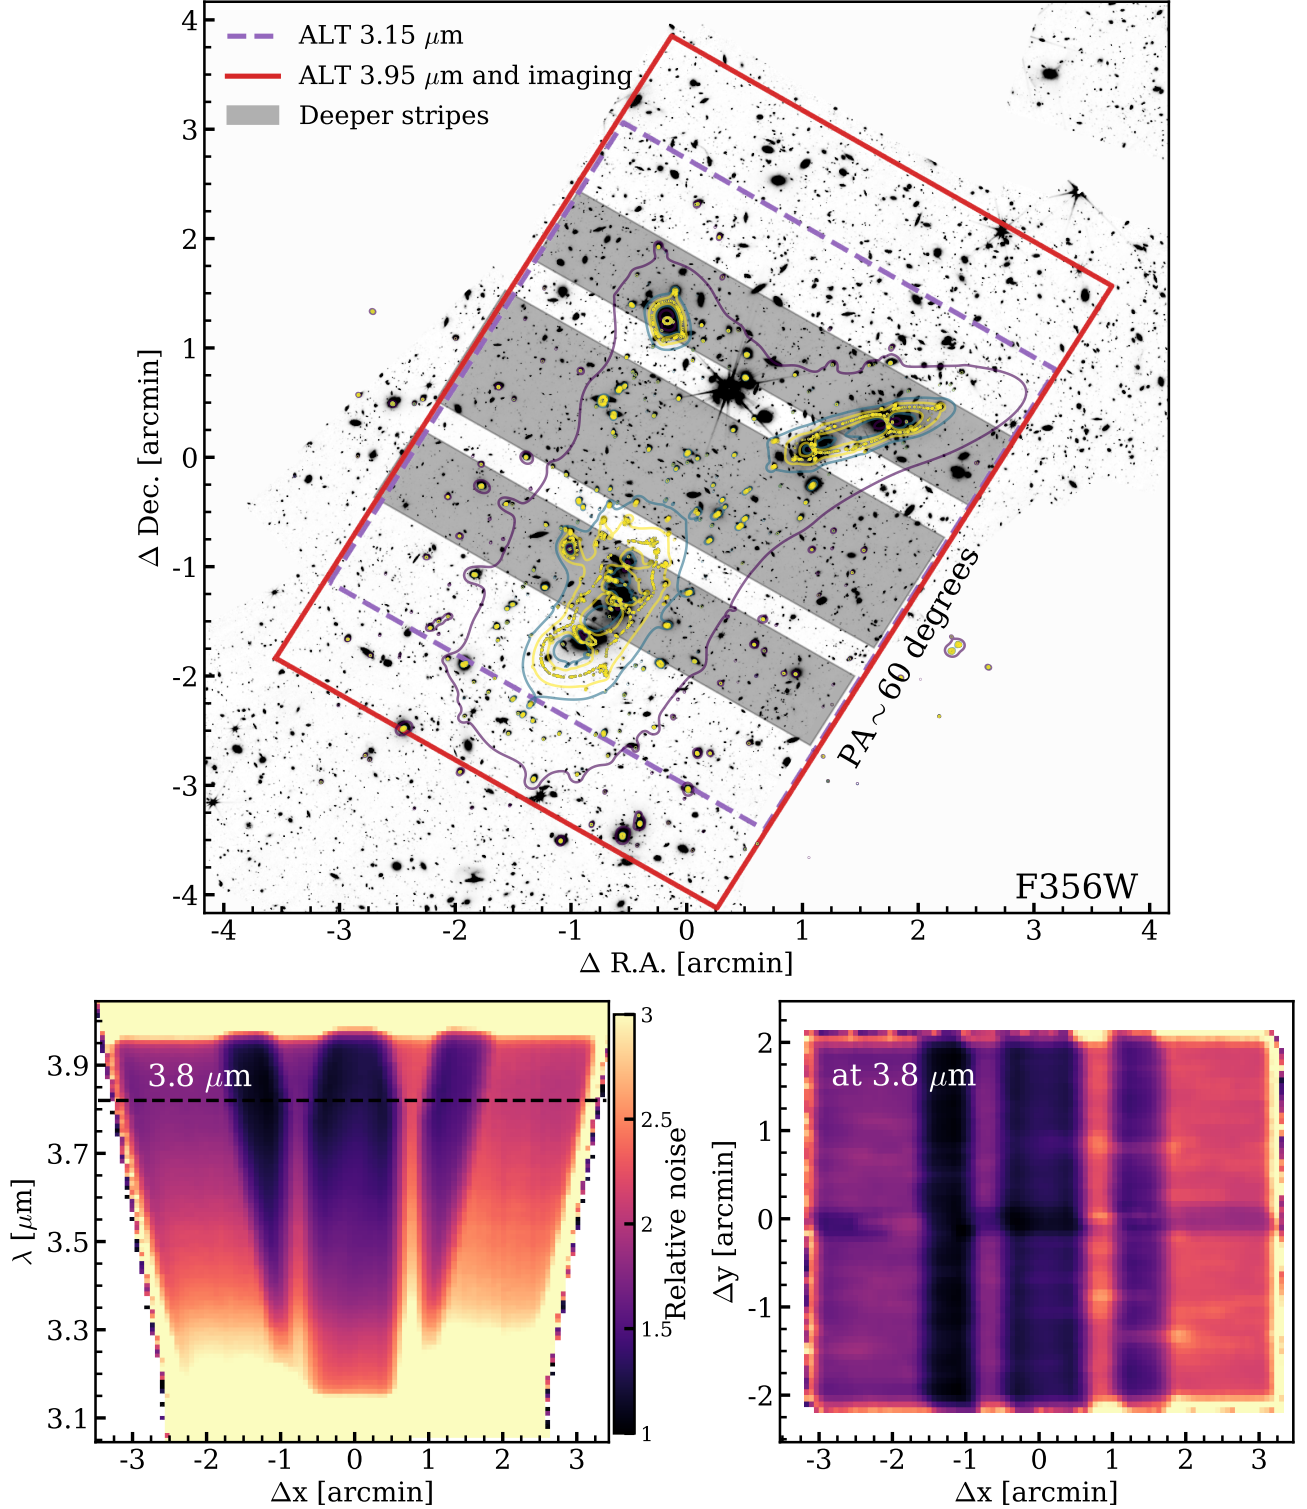 ALT 3.15 μm
ALT 3.95 μm and imaging
Deeper stripes
4
3
2
1
0
-1
-2
-3
-4
Δ Dec. [arcmin]
PA ~ 60 degrees
F356W
-4 -3 -2 -1 0 1 2 3 4
Δ R.A. [arcmin]
3.8 μm
3.9
3.7
3.5
3.3
3.1
λ [μm]
-3 -2 -1 0 1 2 3
Δx [arcmin]
3
2.5
2
1.5
1
Relative noise
at 3.8 μm
2
1
0
-1
-2
Δy [arcmin]
-3 -2 -1 0 1 2 3
Δx [arcmin]